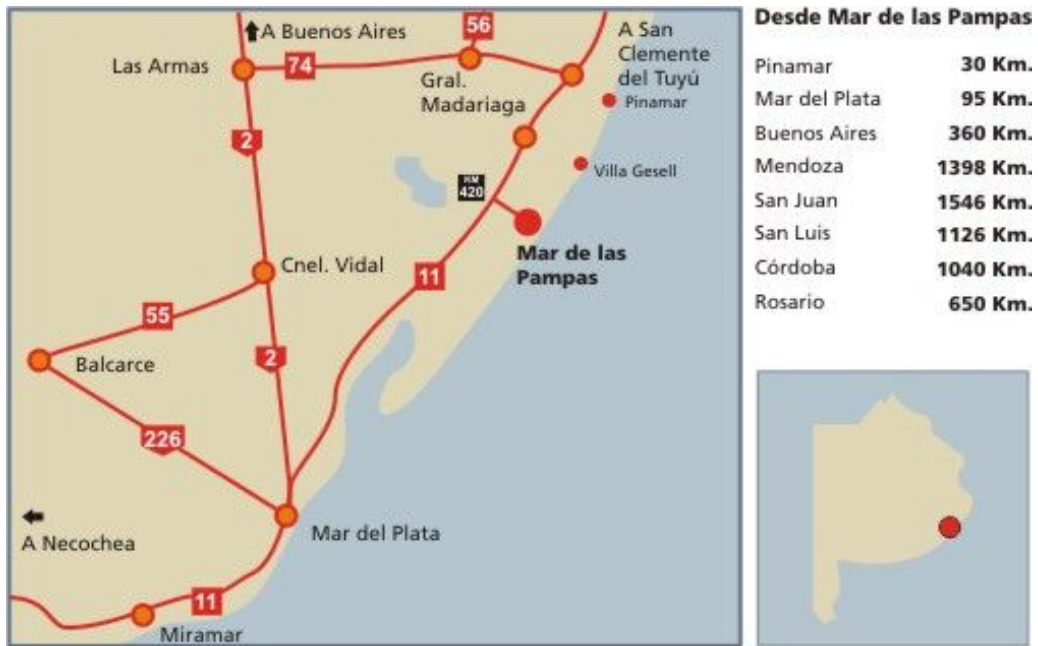 56
A Buenos Aires
A San
Clemente
del Tuyú
Las Armas
74
Gral.
Madariaga
Pinamar
2
Villa Gesell
KM
420
Mar de las
Pampas
Cnel. Vidal
11
55
2
Balcarce
226
Mar del Plata
A Necochea
11
Miramar
Desde Mar de las Pampas
Pinamar 30 Km.
Mar del Plata 95 Km.
Buenos Aires 360 Km.
Mendoza 1398 Km.
San Juan 1546 Km.
San Luis 1126 Km.
Córdoba 1040 Km.
Rosario 650 Km.